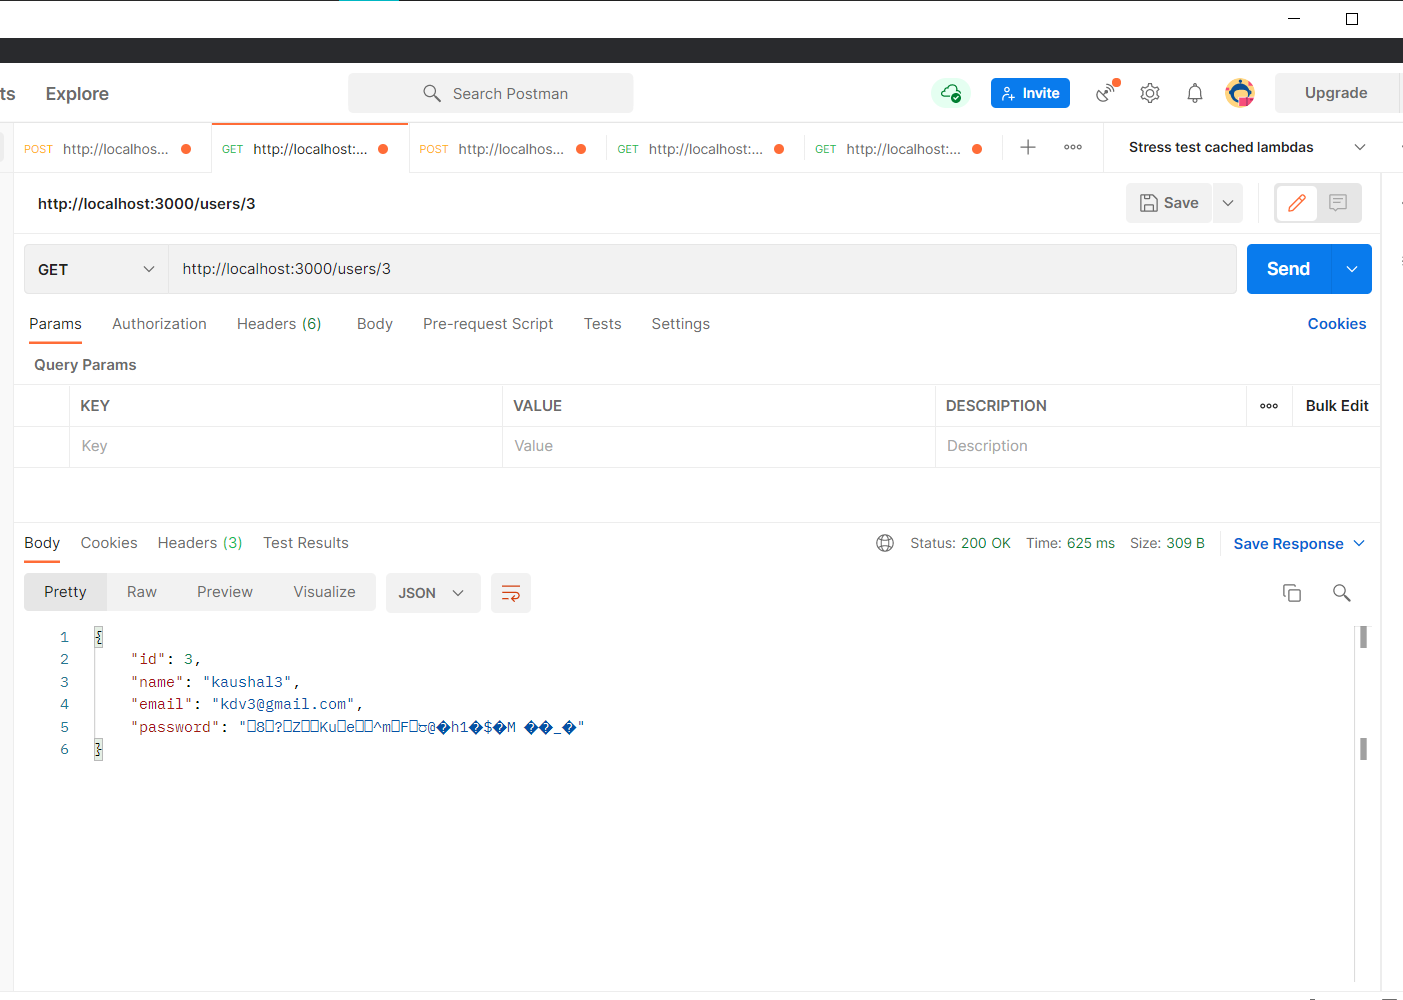 ts Explore Search Postman Invite Upgrade
POST http://localhos... GET http://localhost:... POST http://localhos... GET http://localhost:... GET http://localhost:... Stress test cached lambdas
http://localhost:3000/users/3 Save
GET http://localhost:3000/users/3 Send
Params Authorization Headers (6) Body Pre-request Script Tests Settings Cookies
Query Params
KEY VALUE DESCRIPTION Bulk Edit
Key Value Description
Body Cookies Headers (3) Test Results Status: 200 OK Time: 625 ms Size: 309 B Save Response
Pretty Raw Preview Visualize JSON
1 {
2 "id": 3,
3 "name": "kaushal3",
4 "email": "kdv3@gmail.com",
5 "password": "
6 }